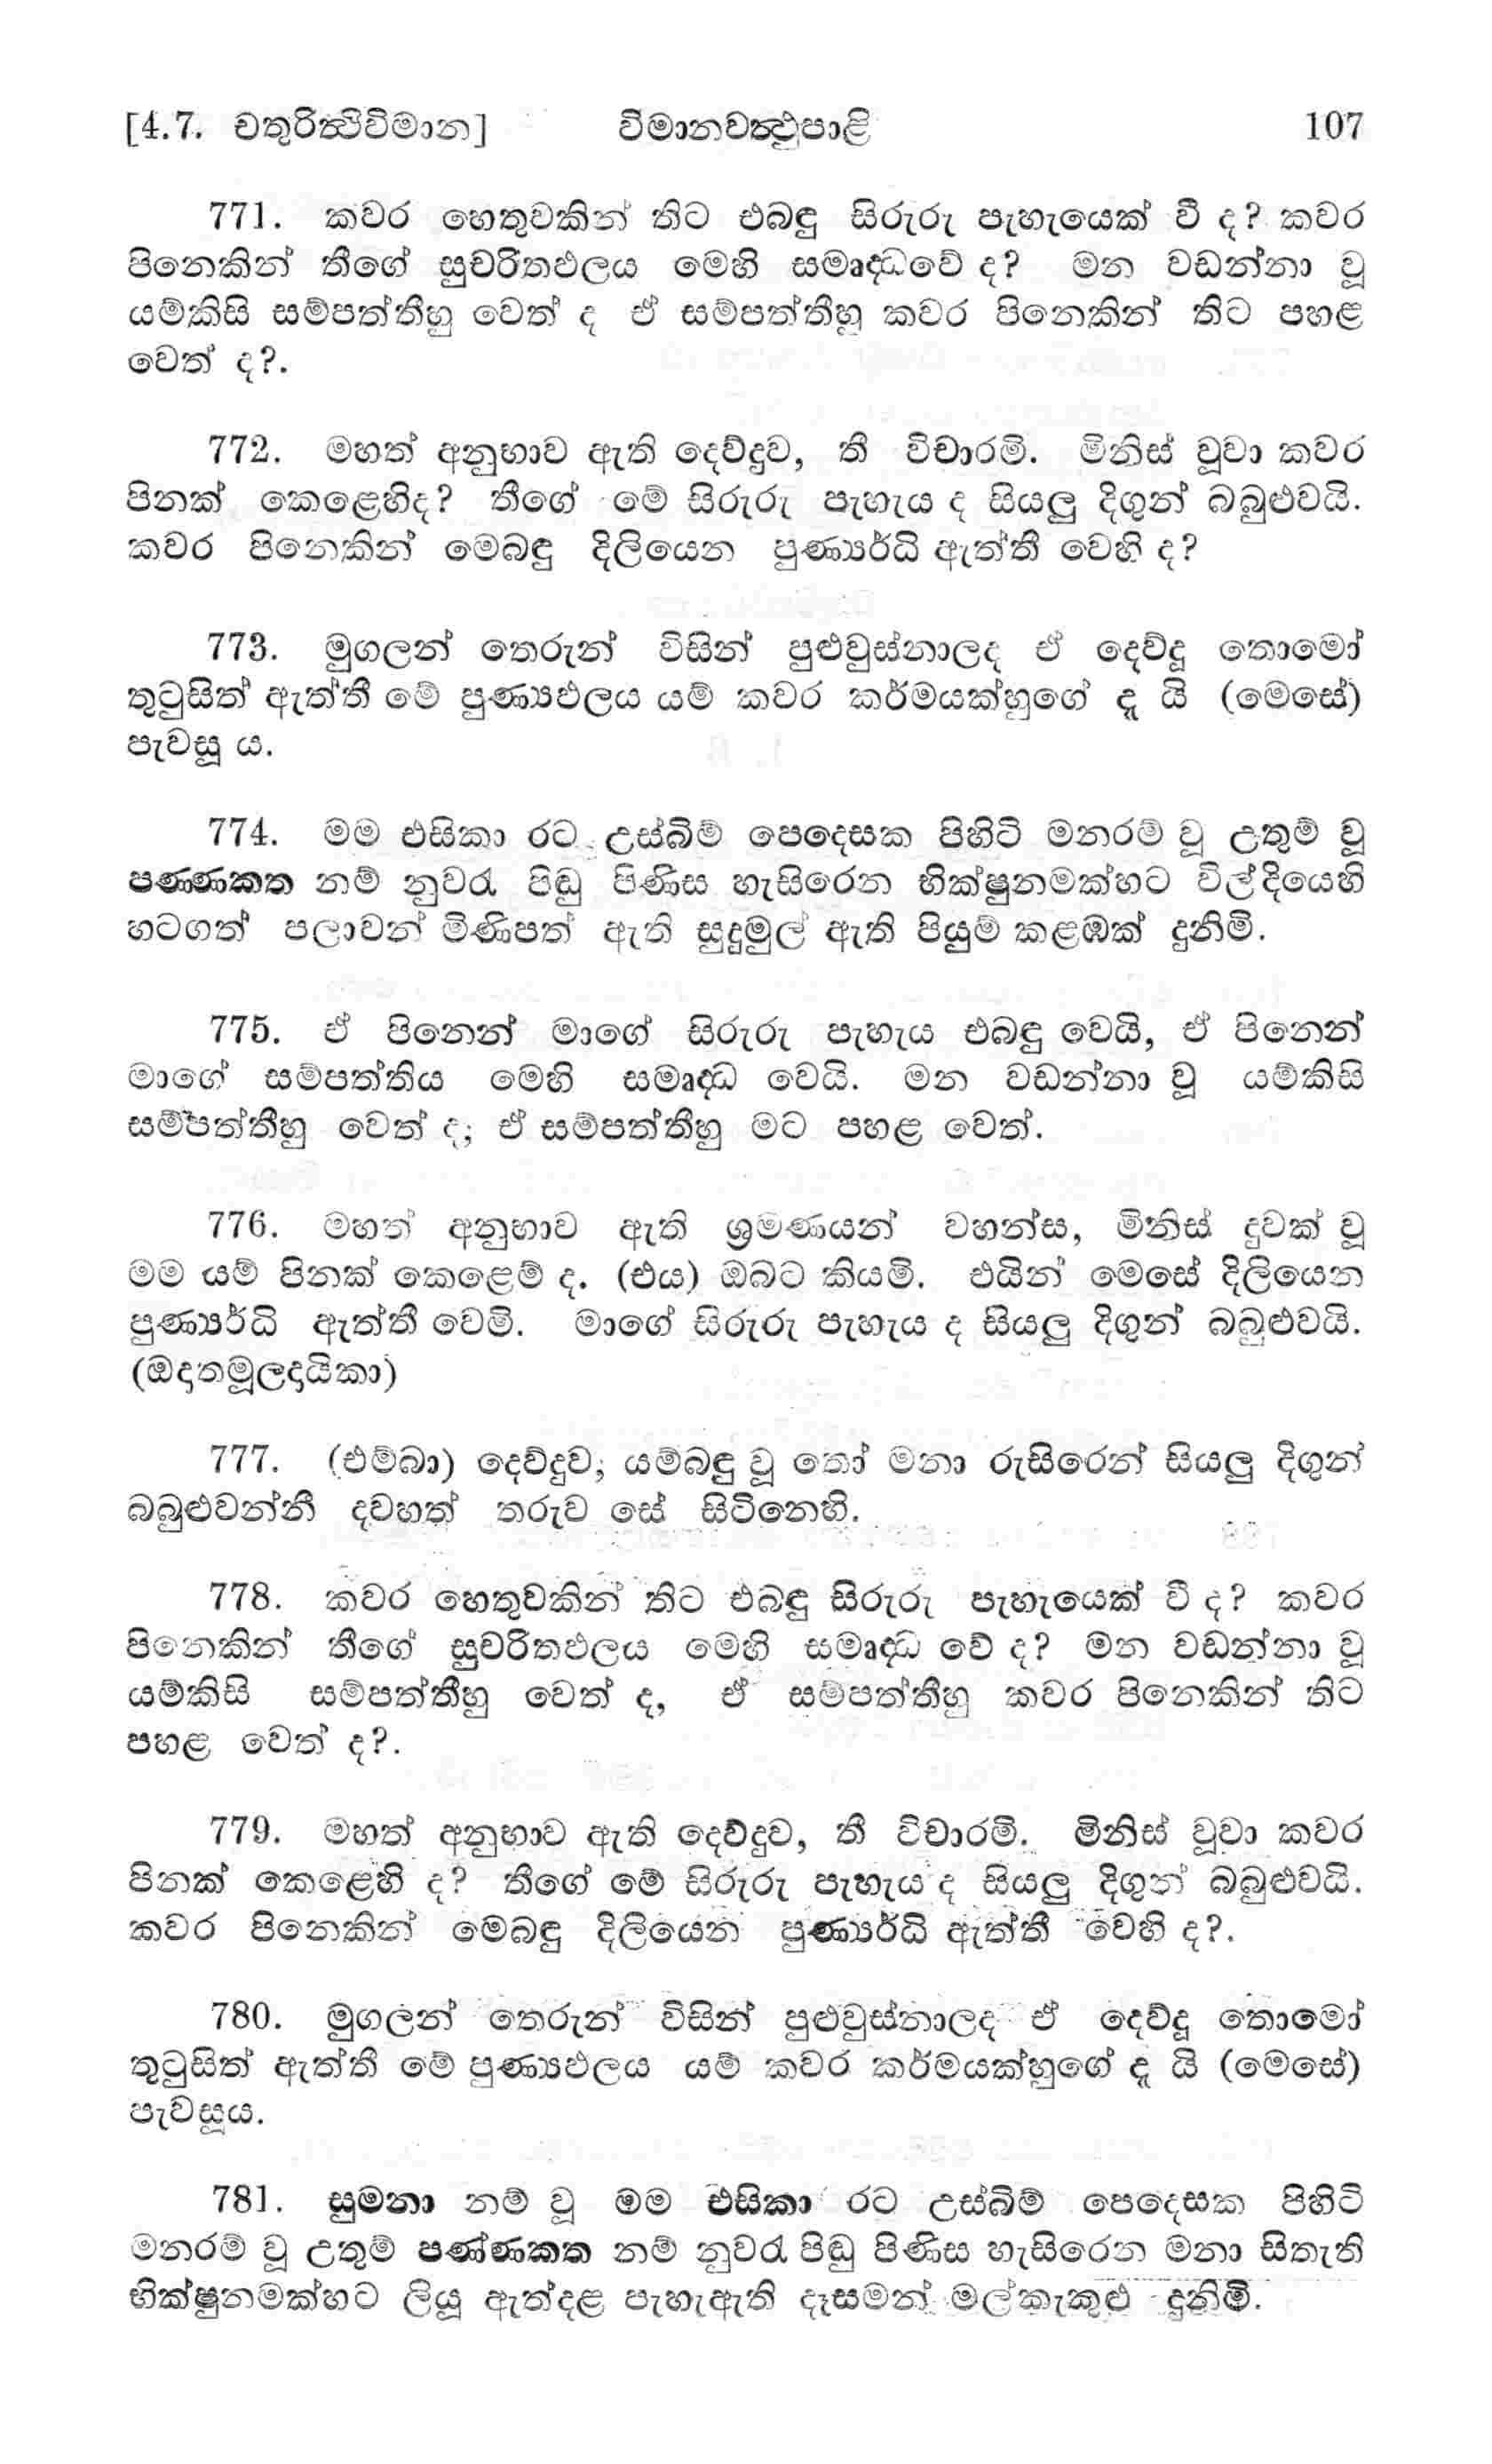 [4.7. චතුරිත්‍ථිවිමාන] විමානවත්‍ථුපාළි 107
771. කවර හෙතුවකින් තිට එබඳු සිරුරු පැහැයෙක් වී ද? කවර
පිනෙකින් තීගේ සුචරිතඵලය මෙහි සමෘද්‍ධවේ ද? මන වඩන්නා වූ
යම්කිසි සම්පත්තීහු වෙත් ද ඒ සම්පත්තීහු කවර පිනෙකින් තිට පහළ
වෙත් ද?.
772. මහත් අනුභාව ඇති දෙව්දුව, තී විචාරමි. මිනිස් වූවා කවර
පිනක් කෙළෙහිද? තීගේ මේ සිරුරු පැහැය ද සියලු දිගුන් බබුළුවයි.
කවර පිනෙකින් මෙබඳු දිලියෙන පුණ්‍යර්ධි ඇත්තී වෙහි ද?
773. මුගලන් තෙරුන් විසින් පුළුවුස්නාලද ඒ දෙව්දූ තොමෝ
තුටුසිත් ඇත්තී මේ පුණ්‍යඵලය යම් කවර කර්මයක්හුගේ දැ යි (මෙසේ)
පැවසූ ය.
774. මම එසිකා රට උස්බිම් පෙදෙසක පිහිටි මනරම් වූ උතුම් වූ
පණ්‍ණකත නම් නුවරැ පිඬු පිණිස හැසිරෙන භික්ෂුනමක්හට විල්දියෙහි
හටගත් පලාවන් මිණිපත් ඇති සුදුමුල් ඇති පියුම් කළඹක් දුනිමි.
775. ඒ පිනෙන් මාගේ සිරුරු පැහැය එබඳු වෙයි, ඒ පිනෙන්
මාගේ සම්පත්තිය මෙහි සමෘද්‍ධ වෙයි. මන වඩන්නා වූ යම්කිසි
සම්පත්තීහු වෙත් ද; ඒ සම්පත්තීහු මට පහළ වෙත්.
776. මහත් අනුභාව ඇති ශ්‍රමණයන් වහන්ස, මිනිස් දුවක් වූ
මම යම් පිනක් කෙළෙම් ද. (එය) ඔබට කියමි. එයින් මෙසේ දිලියෙන
පුණ්‍යර්ධි ඇත්තී වෙමි. මාගේ සිරුරු පැහැය ද සියලු දිගුන් බබුළුවයි.
(ඔදාතමූලදායිකා)
777. (එම්බා) දෙව්දුව, යම්බඳු වූ තෝ මනා රුසිරෙන් සියලු දිගුන්
බබුළුවන්නී දවහත් තරුව සේ සිටිනෙහි.
778. කවර හෙතුවකින් තිට එබඳු සිරුරු පැහැයෙක් වී ද? කවර
පිනෙකින් තීගේ සුචරිතඵලය මෙහි සමෘද්‍ධ වේ ද? මන වඩන්නා වූ
යම්කිසි සම්පත්තීහු වෙත් ද, ඒ සම්පත්තීහු කවර පිනෙකින් තිට
පහළ වෙත් ද?.
779. මහත් අනුභාව ඇති දෙව්දුව, තී විචාරමි. මිනිස් වූවා කවර
පිනක් කෙළෙහි ද? තීගේ මේ සිරුරු පැහැය ද සියලු දිගුන් බබුළුවයි.
කවර පිනෙකින් මෙබඳු දිලියෙන පුණ්‍යර්ධි ඇත්තී වෙහි ද?.
780. මුගලන් තෙරුන් විසින් පුළුවුස්නාලද ඒ දෙව්දූ තොමෝ
තුටුසිත් ඇත්තී මේ පුණ්‍යඵලය යම් කවර කර්මයක්හුගේ දැ යි (මෙසේ)
පැවසූය.
781. සුමනා නම් වූ මම එසිකා රට උස්බිම් පෙදෙසක පිහිටි
මනරම් වූ උතුම් පණ්ණකත නම් නුවරැ පිඬු පිණිස හැසිරෙන මනා සිතැති
භික්ෂුනමක්හට ලියූ ඇත්දළ පැහැඇති දෑසමන් මල්කැකුළු දුනිමි.